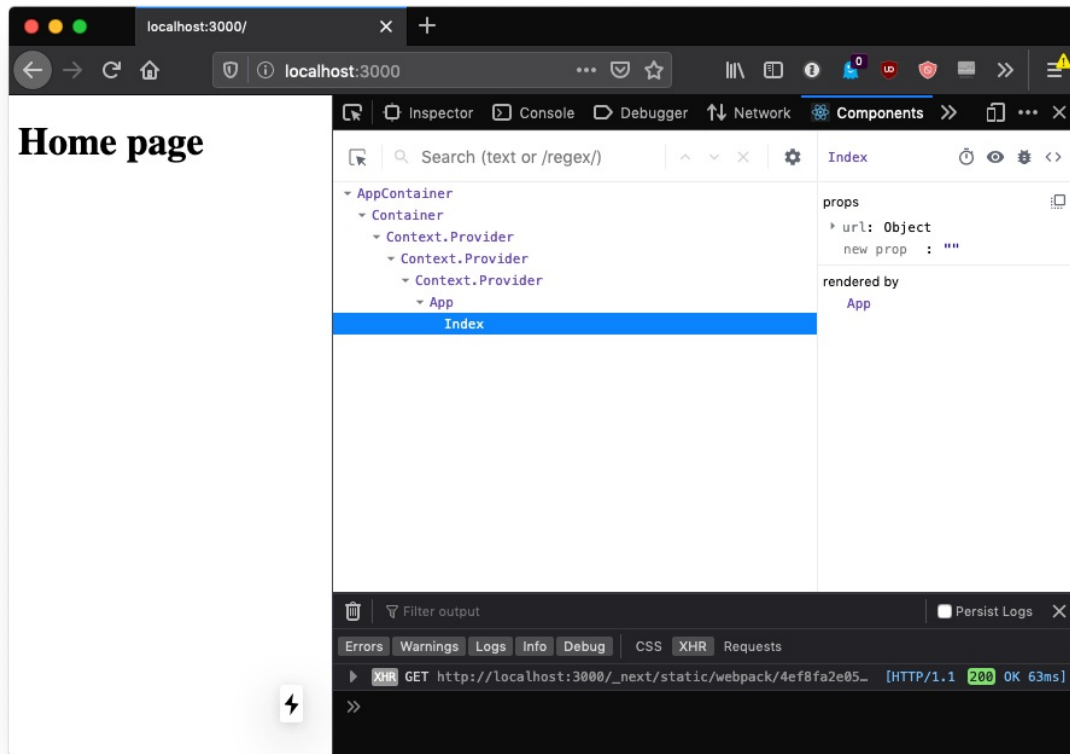 localhost:3000/
localhost:3000
0
Home page
Inspector Console Debugger Network Components
Search (text or /regex/)
Index
AppContainer
Container
Context.Provider
Context.Provider
Context.Provider
App
Index
props
url: Object
new prop : ""
rendered by
App
Filter output
Persist Logs
Errors Warnings Logs Info Debug CSS XHR Requests
XHR GET http://localhost:3000/_next/static/webpack/4ef8fa2e05… [HTTP/1.1 200 OK 63ms]